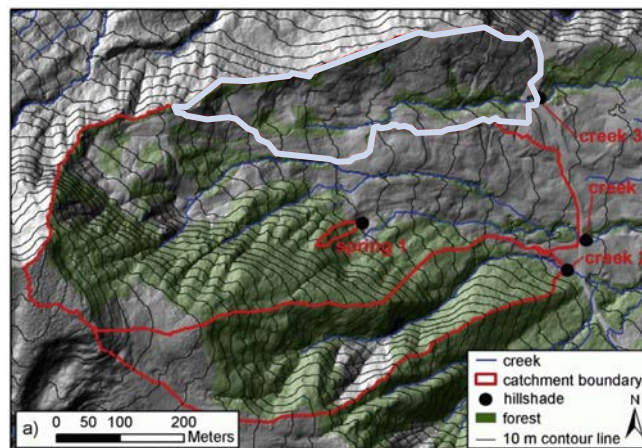 creek 3
creek
spring 1
creek
creek
catchment boundary
hillshade
forest
10 m contour line
N
a)
0 50 100 200
Meters